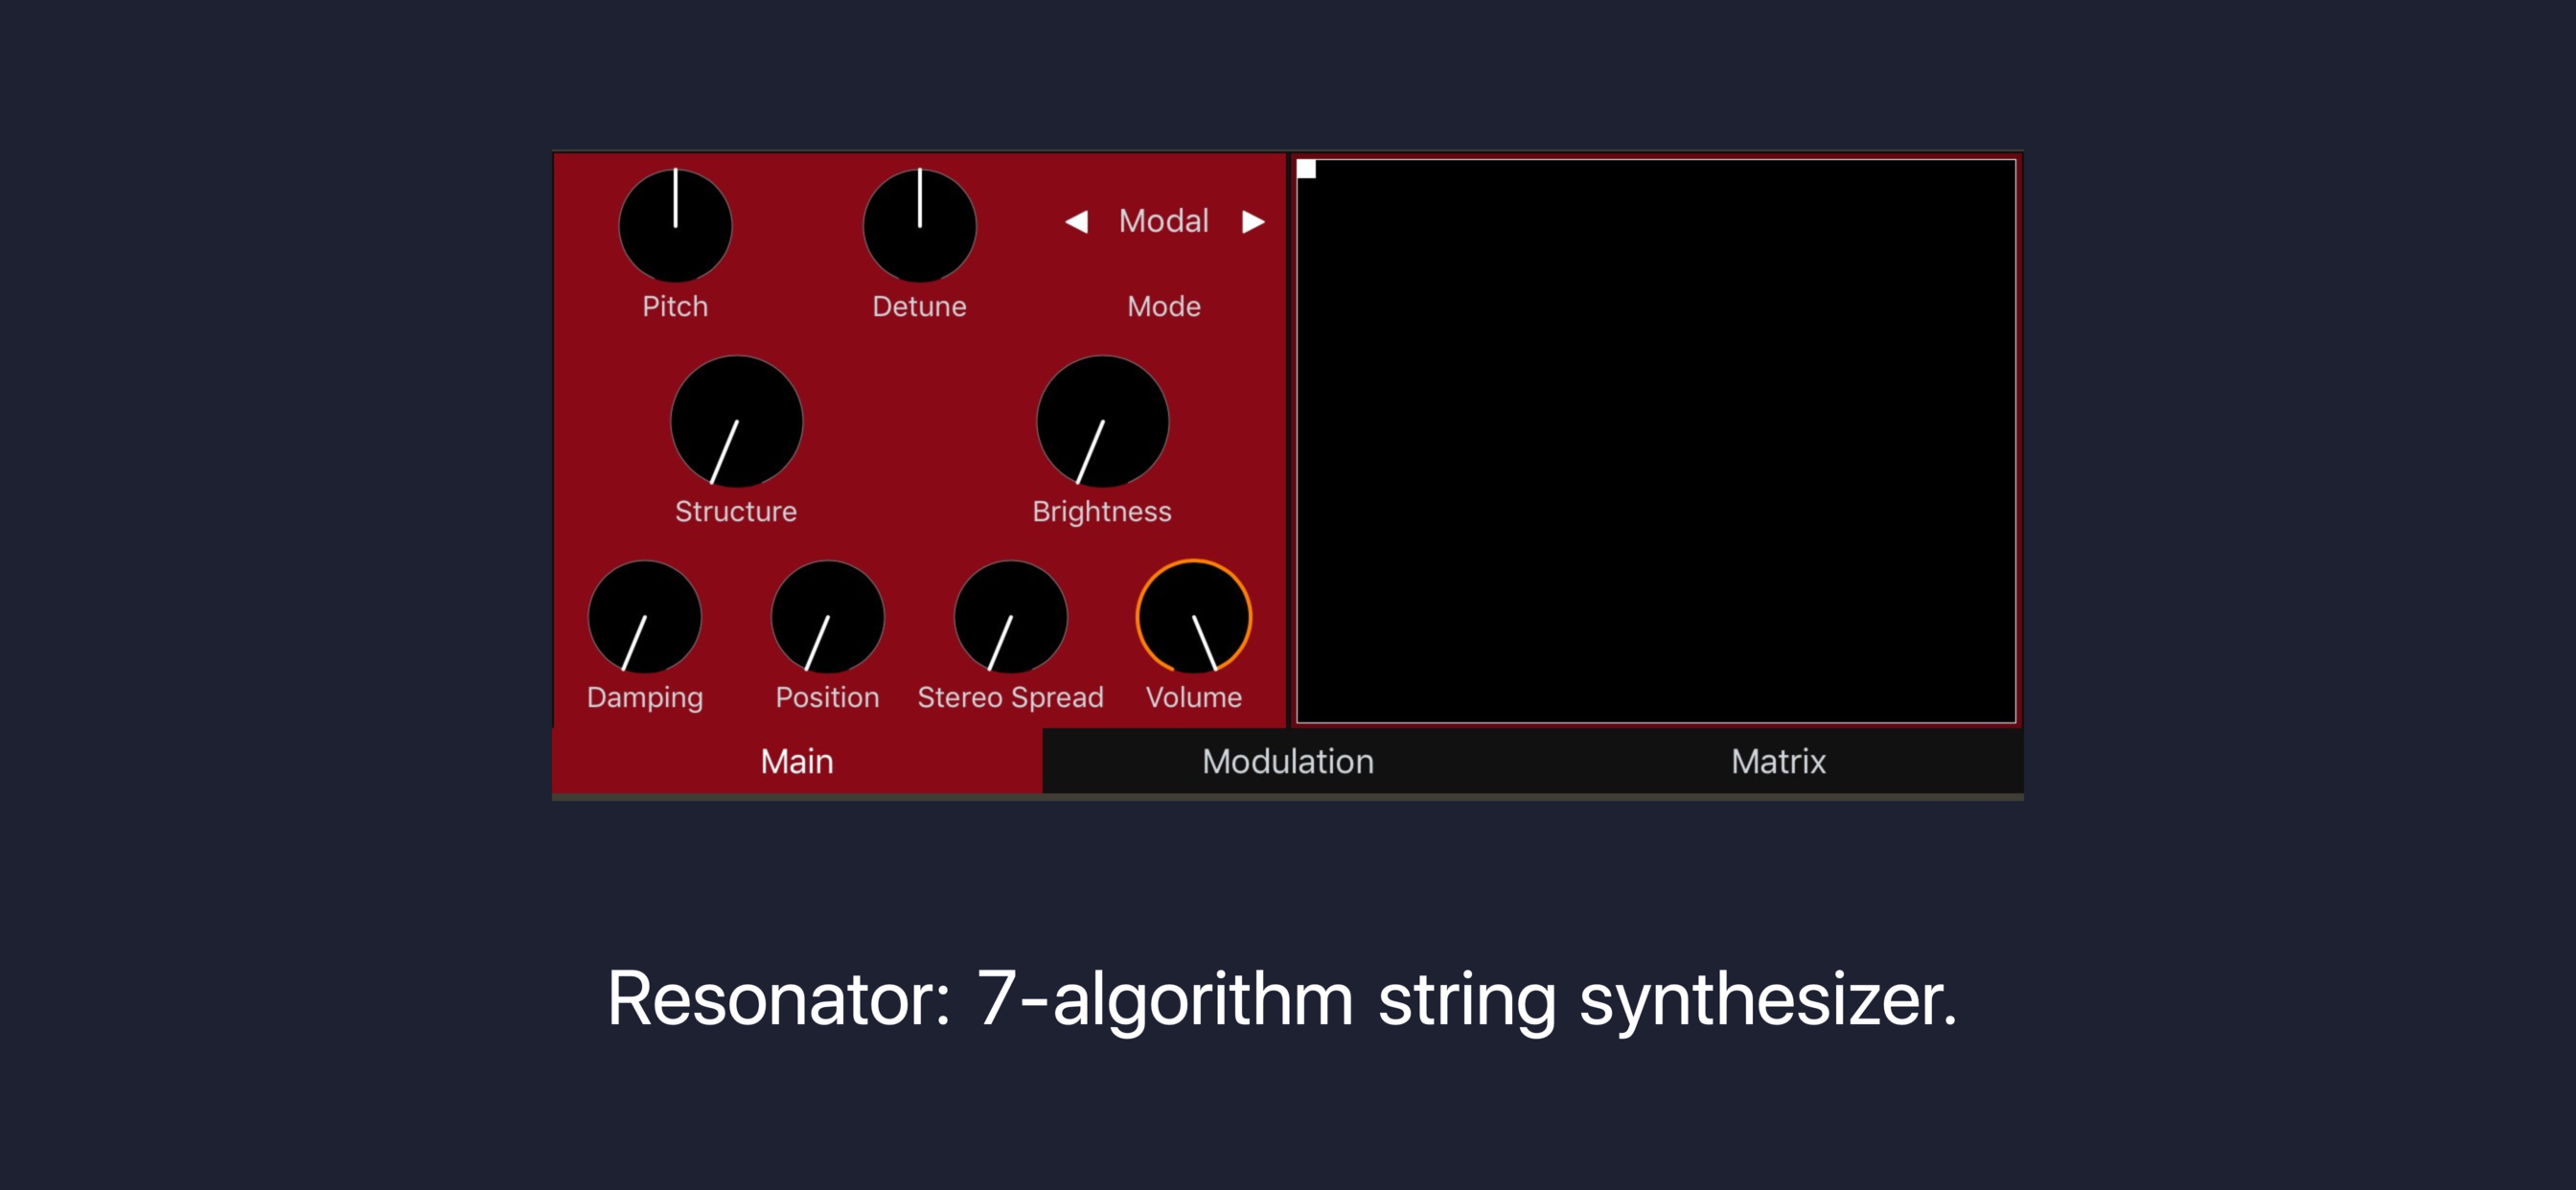 ◀ Modal ▶
Pitch Detune Mode
Structure Brightness
Damping Position Stereo Spread Volume
Main Modulation Matrix
Resonator: 7-algorithm string synthesizer.